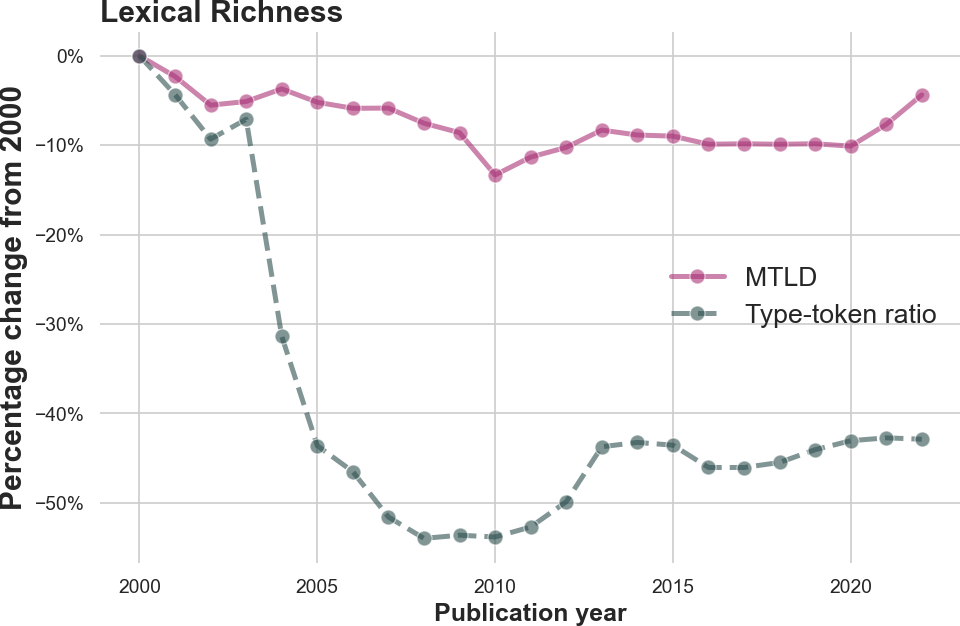 Lexical Richness
Percentage change from 2000
0%
−10%
−20%
−30%
−40%
−50%
MTLD
Type-token ratio
2000
2005
2010
2015
2020
Publication year